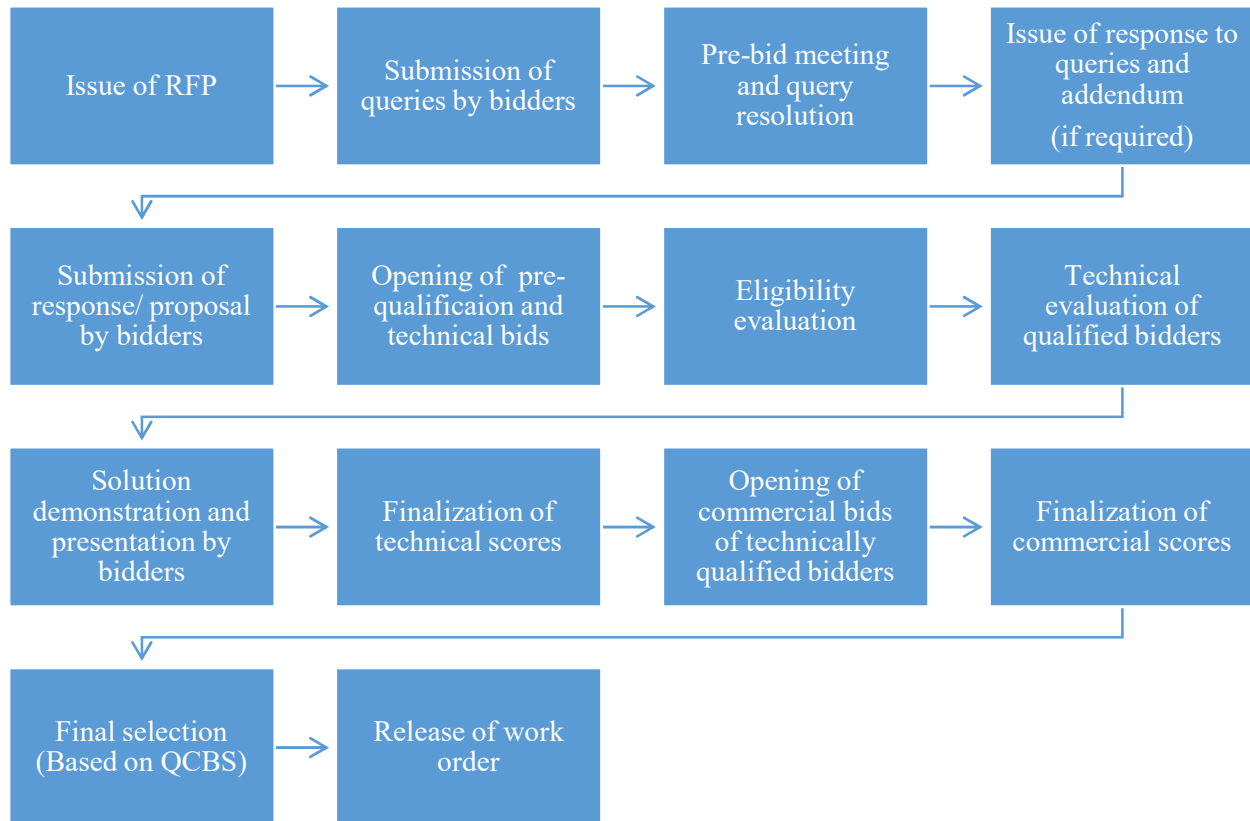 Issue of RFP
Submission of
queries by bidders
Pre-bid meeting
and query
resolution
Issue of response to
queries and
addendum
(if required)
Submission of
response/ proposal
by bidders
Opening of  pre-
qualificaion and
technical bids
Eligibility
evaluation
Technical
evaluation of
qualified bidders
Solution
demonstration and
presentation by
bidders
Finalization of
technical scores
Opening of
commercial bids
of technically
qualified bidders
Finalization of
commercial scores
Final selection
(Based on QCBS)
Release of work
order